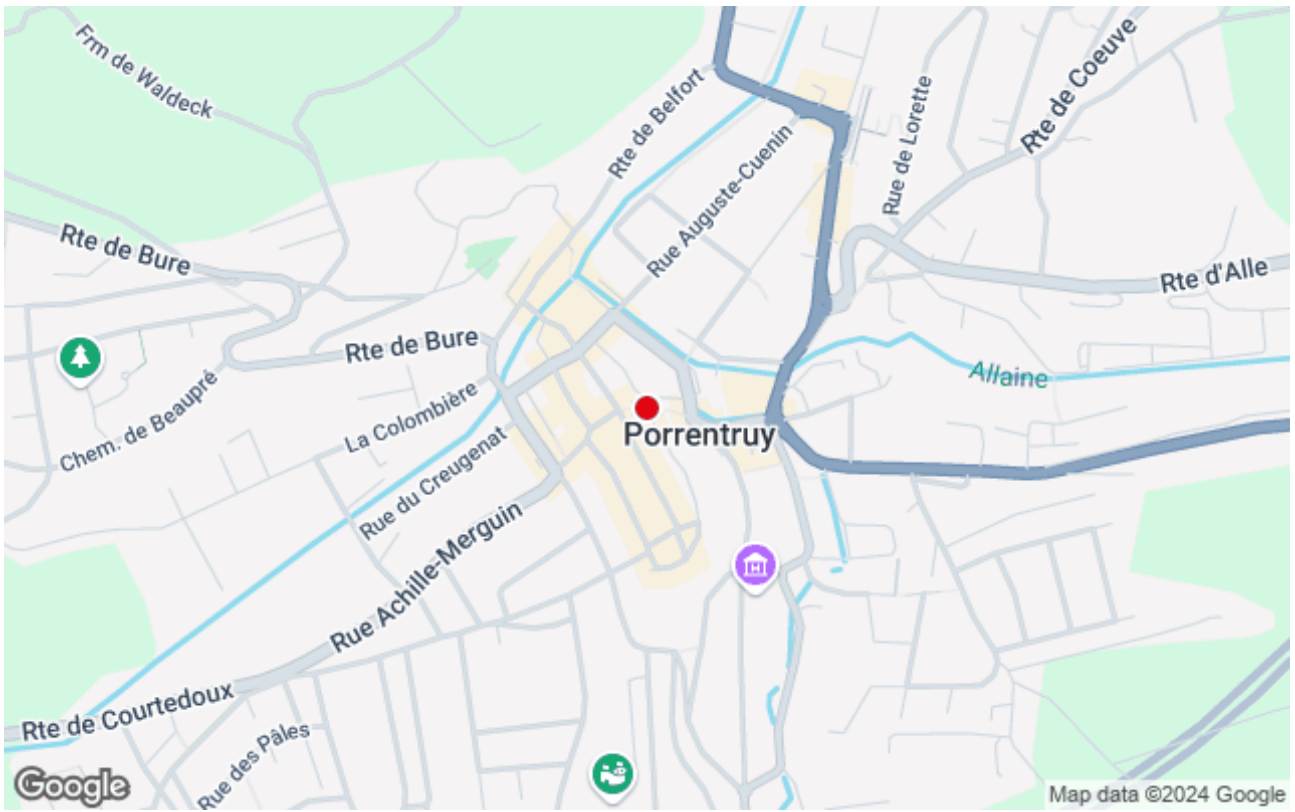 Frm de Waldeck
Rte de Belfort
Rue Auguste-Cuenin
Rue de Lorette
Rte de Coeuve
Rte de Bure
Rte d'Alle
Rte de Bure
Allaine
Chem. de Beaupré
La Colombière
Porrentruy
Rue du Creugenat
Rue Achille-Merguin
H
Rte de Courtedoux
Rue des Pâles
Google
Map data ©2024 Google